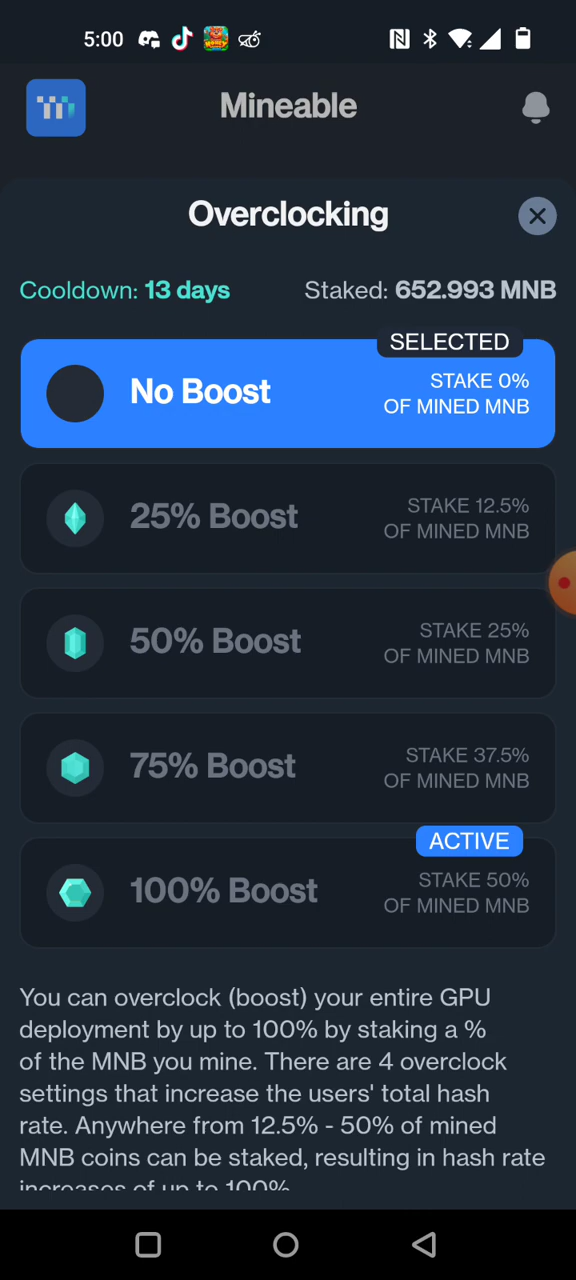 5:00
Mineable
Overclocking
Cooldown: 13 days
Staked: 652.993 MNB
SELECTED
No Boost
STAKE 0%
OF MINED MNB
25% Boost
STAKE 12.5%
OF MINED MNB
50% Boost
STAKE 25%
OF MINED MNB
75% Boost
STAKE 37.5%
OF MINED MNB
ACTIVE
100% Boost
STAKE 50%
OF MINED MNB
You can overclock (boost) your entire GPU
deployment by up to 100% by staking a %
of the MNB you mine. There are 4 overclock
settings that increase the users' total hash
rate. Anywhere from 12.5% - 50% of mined
MNB coins can be staked, resulting in hash rate
increases of up to 100%